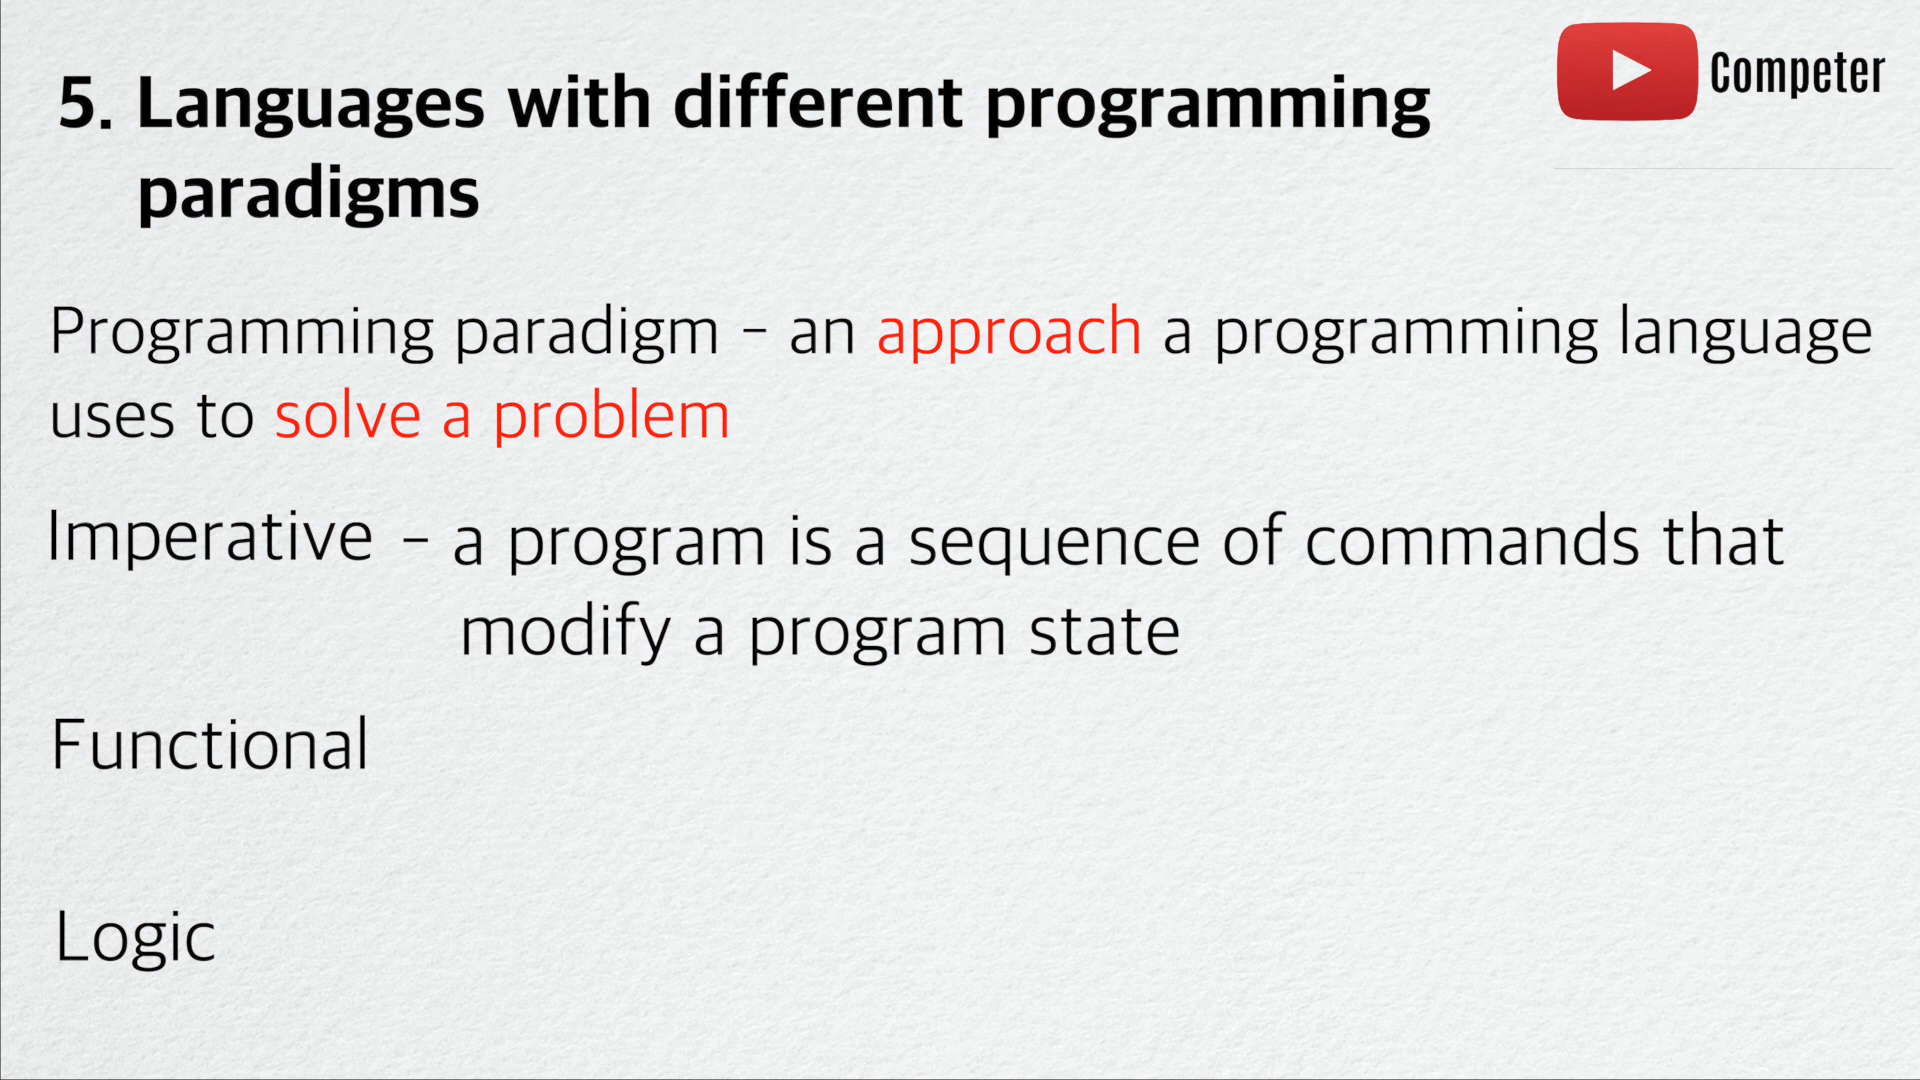 5. Languages with different programming
paradigms
Competer
Programming paradigm – an approach a programming language
uses to solve a problem
Imperative – a program is a sequence of commands that
modify a program state
Functional
Logic